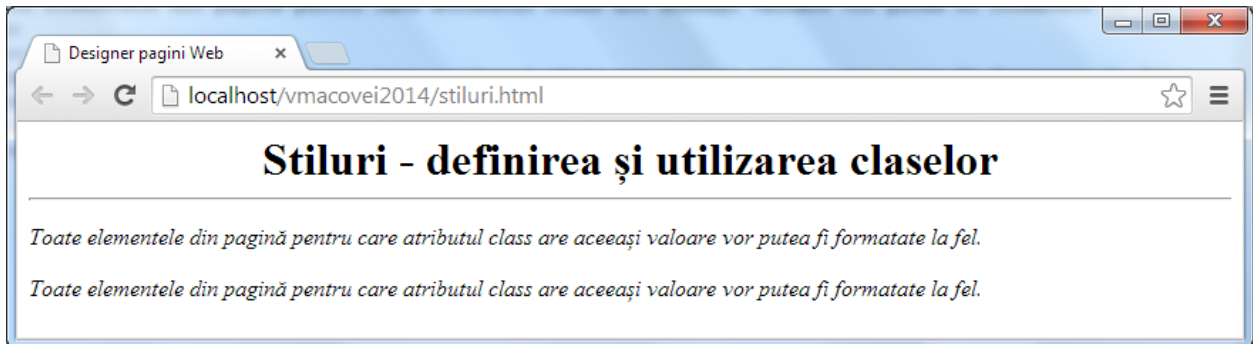 Designer pagini Web
localhost/vmacovei2014/stiluri.html
Stiluri - definirea și utilizarea claselor
Toate elementele din pagină pentru care atributul class are aceeași valoare vor putea fi formatate la fel.
Toate elementele din pagină pentru care atributul class are aceeași valoare vor putea fi formatate la fel.